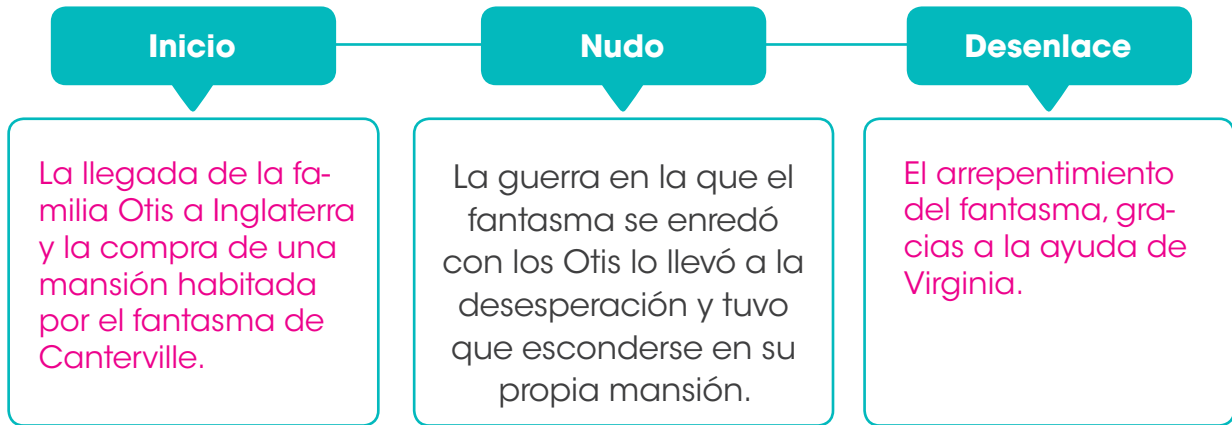 Inicio
La llegada de la fa-
milia Otis a Inglaterra
y la compra de una
mansión habitada
por el fantasma de
Canterville.
Nudo
La guerra en la que el
fantasma se enredó
con los Otis lo llevó a la
desesperación y tuvo
que esconderse en su
propia mansión.
Desenlace
El arrepentimiento
del fantasma, gra-
cias a la ayuda de
Virginia.